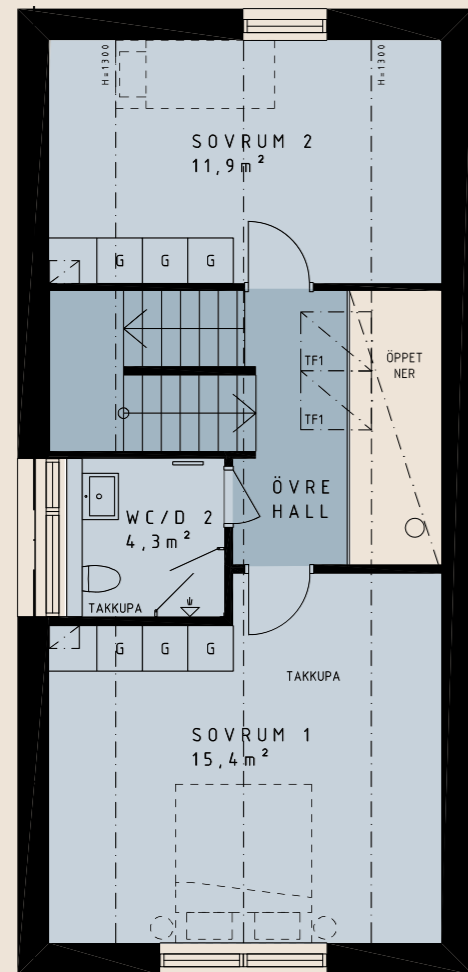 H=1300
H=1300
SOVRUM 2
11,9m²
G G G
TF1
ÖPPET
NER
TF1
ÖVRE
HALL
WC/D 2
4,3m²
TAKKUPA
G G G
TAKKUPA
SOVRUM 1
15,4m²